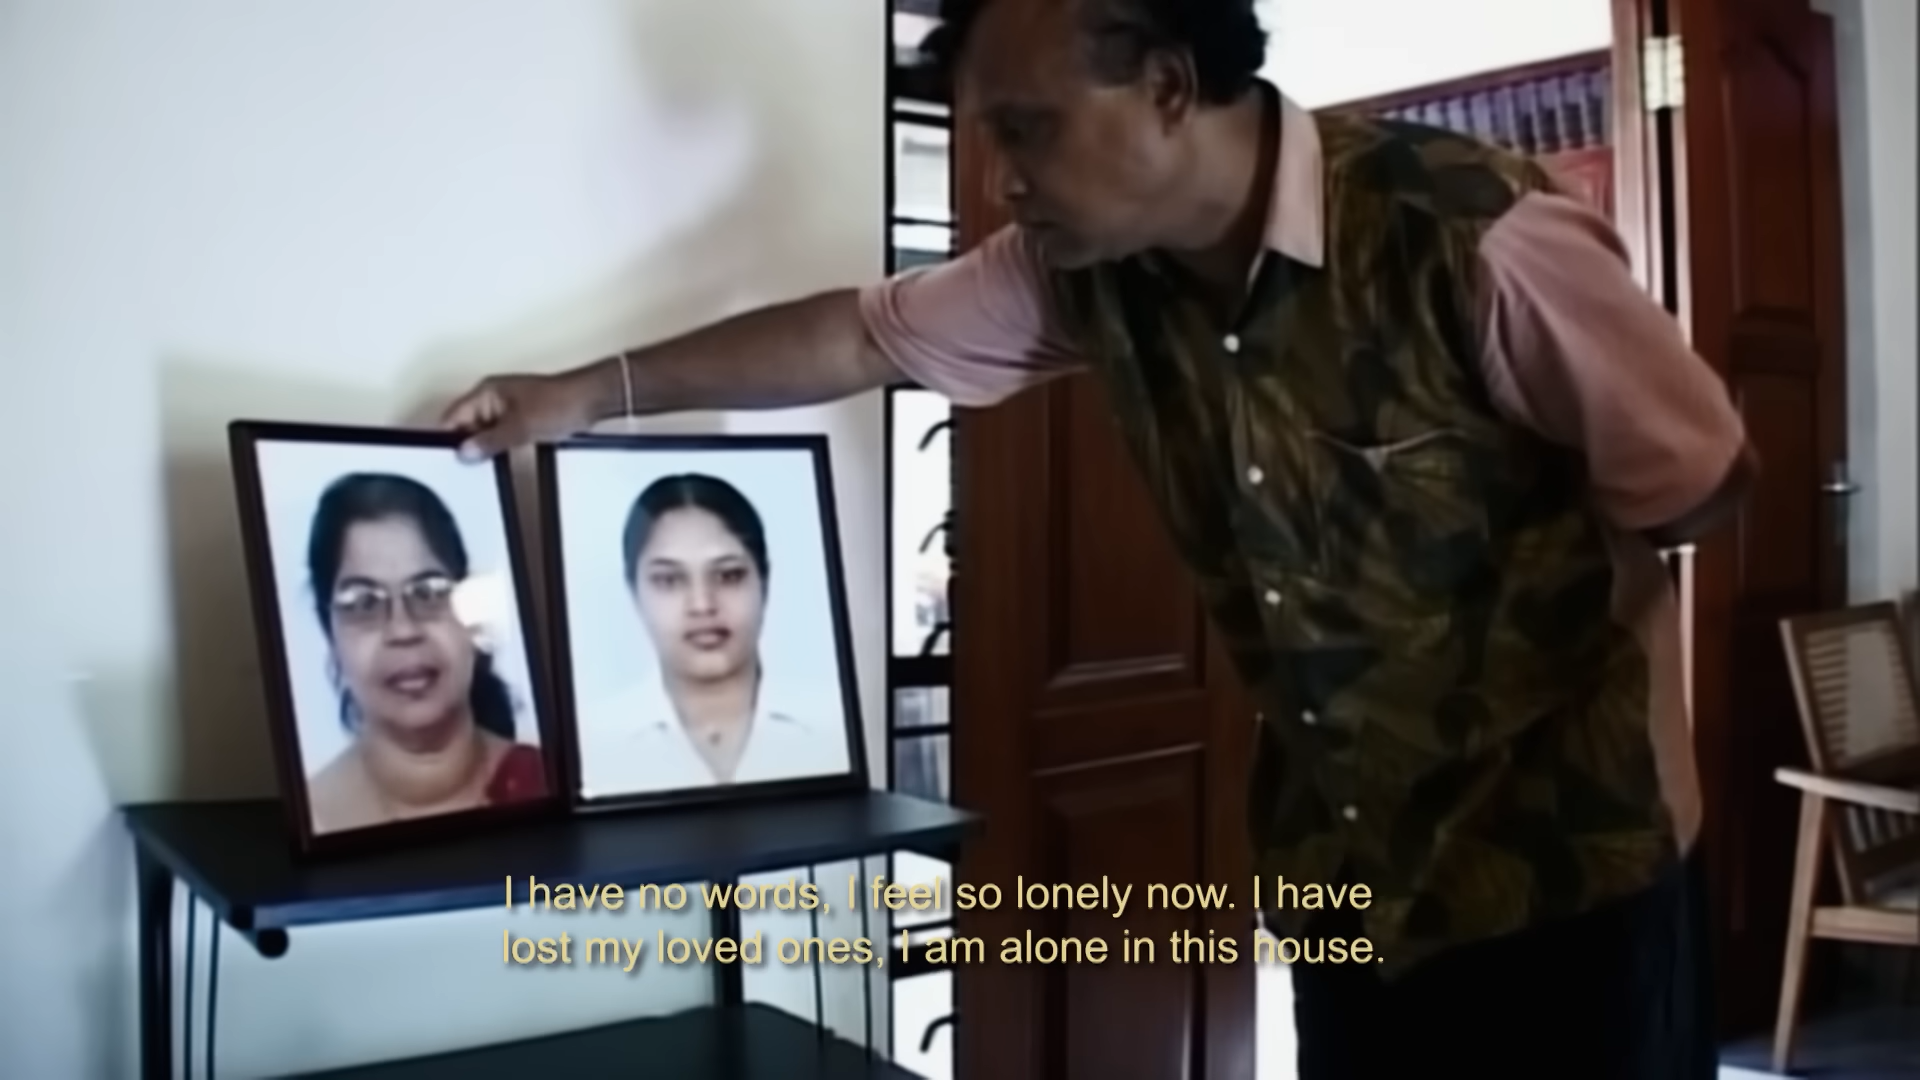 I have no words, I feel so lonely now. I have
lost my loved ones, I am alone in this house.